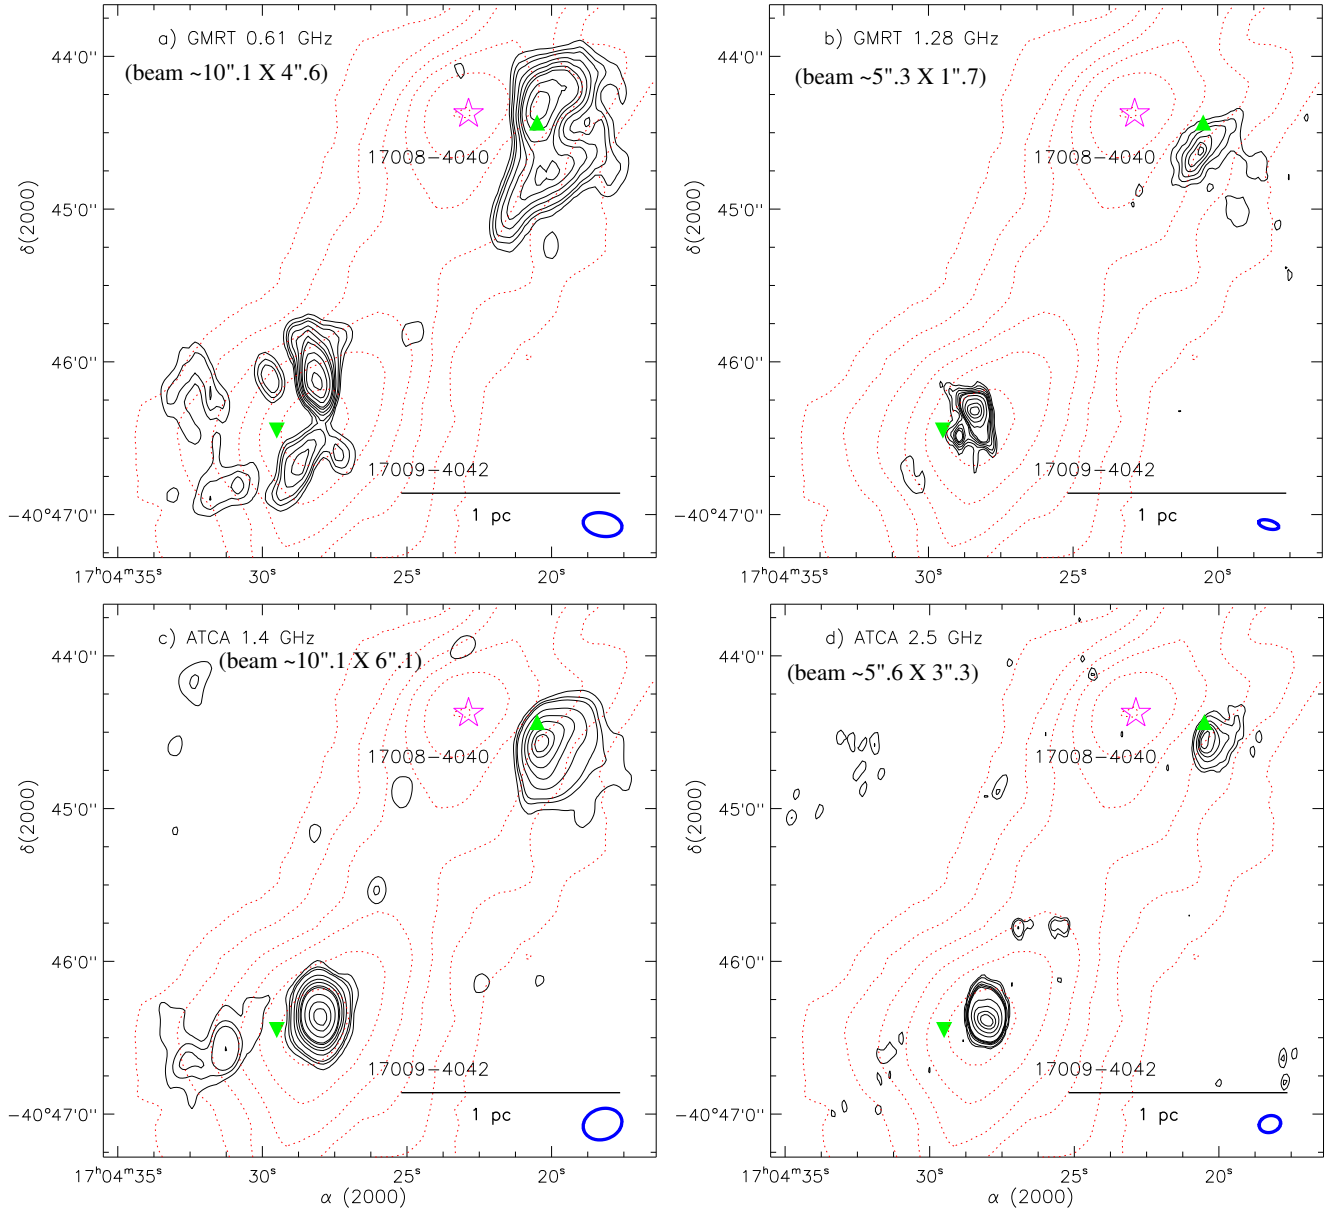 a) GMRT 0.61 GHz
(beam ~10".1 X 4".6)
17008-4040
17009-4042
1 pc
44'0''
45'0''
46'0''
-40°47'0''
δ(2000)
17ʰ04ᵐ35ˢ
30ˢ
25ˢ
20ˢ
b) GMRT 1.28 GHz
(beam ~5".3 X 1".7)
17008-4040
17009-4042
1 pc
44'0''
45'0''
46'0''
-40°47'0''
δ(2000)
17ʰ04ᵐ35ˢ
30ˢ
25ˢ
20ˢ
c) ATCA 1.4 GHz
(beam ~10".1 X 6".1)
17008-4040
17009-4042
1 pc
44'0''
45'0''
46'0''
-40°47'0''
δ(2000)
17ʰ04ᵐ35ˢ
30ˢ
25ˢ
20ˢ
α (2000)
d) ATCA 2.5 GHz
(beam ~5".6 X 3".3)
17008-4040
17009-4042
1 pc
44'0''
45'0''
46'0''
-40°47'0''
δ(2000)
17ʰ04ᵐ35ˢ
30ˢ
25ˢ
20ˢ
α (2000)